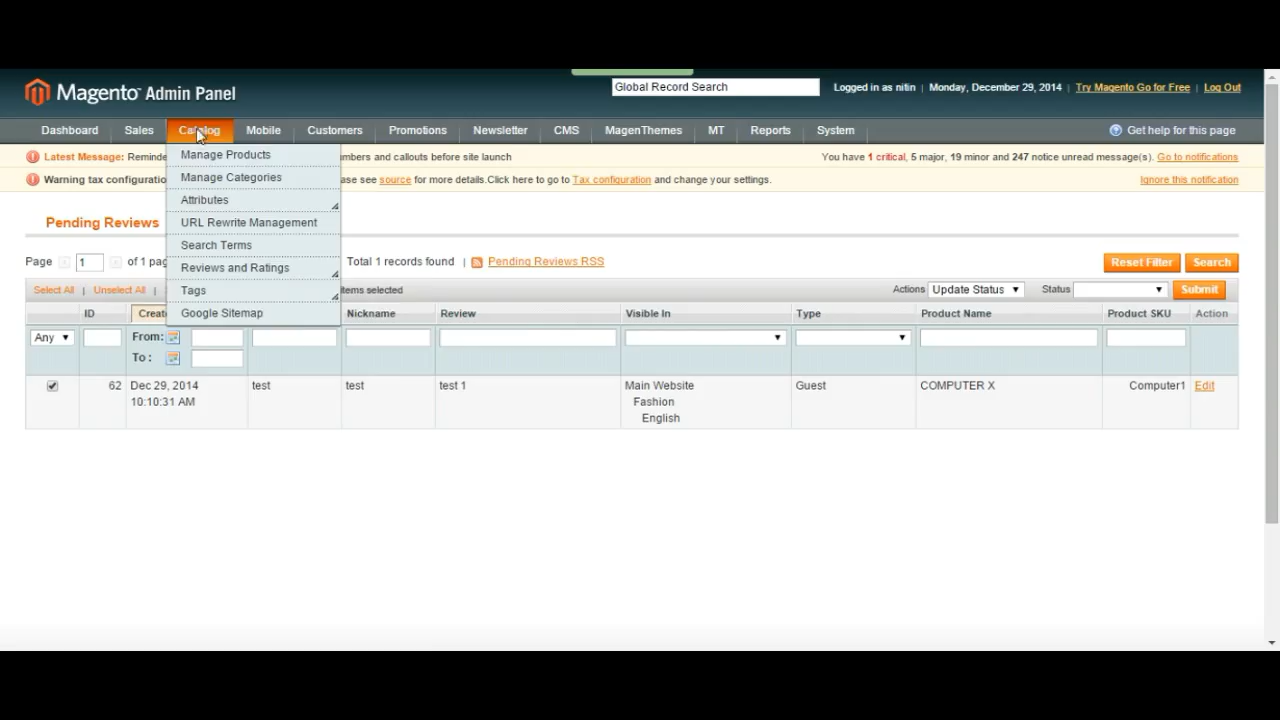 Magento Admin Panel
Global Record Search
Logged in as nitin | Monday, December 29, 2014 | Try Magento Go for Free | Log Out
Dashboard Sales Catalog Mobile Customers Promotions Newsletter CMS MagenThemes MT Reports System Get help for this page
Latest Message: Reminde mbers and callouts before site launch You have 1 critical, 5 major, 19 minor and 247 notice unread message(s). Go to notifications
Warning tax configuratio ase see source for more details.Click here to go to Tax configuration and change your settings. Ignore this notification
Manage Products
Manage Categories
Attributes
URL Rewrite Management
Search Terms
Reviews and Ratings
Tags
Google Sitemap
Pending Reviews
Page 1 of 1 pag Total 1 records found | Pending Reviews RSS Reset Filter Search
Select All | Unselect All | items selected Actions Update Status Status Submit
ID Create Nickname Review Visible In Type Product Name Product SKU Action
Any From:
To :
62 Dec 29, 2014 test test test 1 Main Website Guest COMPUTER X Computer1 Edit
10:10:31 AM Fashion
English